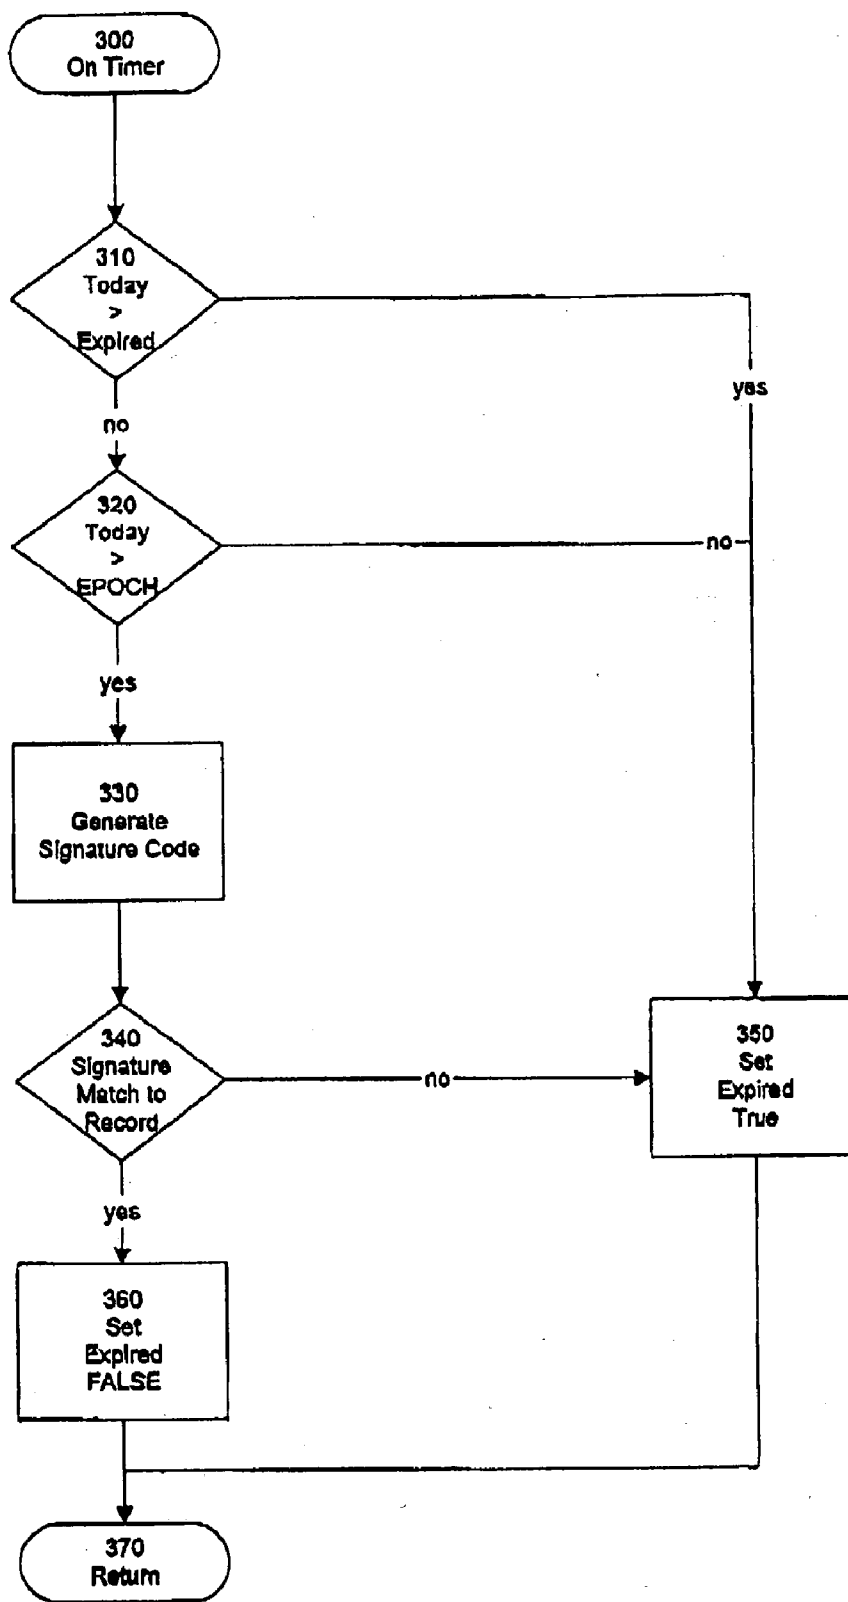 300
On Timer
310
Today
>
Expired
yes
no
320
Today
>
EPOCH
no
yes
330
Generate
Signature Code
340
Signature
Match to
Record
no
350
Set
Expired
True
yes
360
Set
Expired
FALSE
370
Return